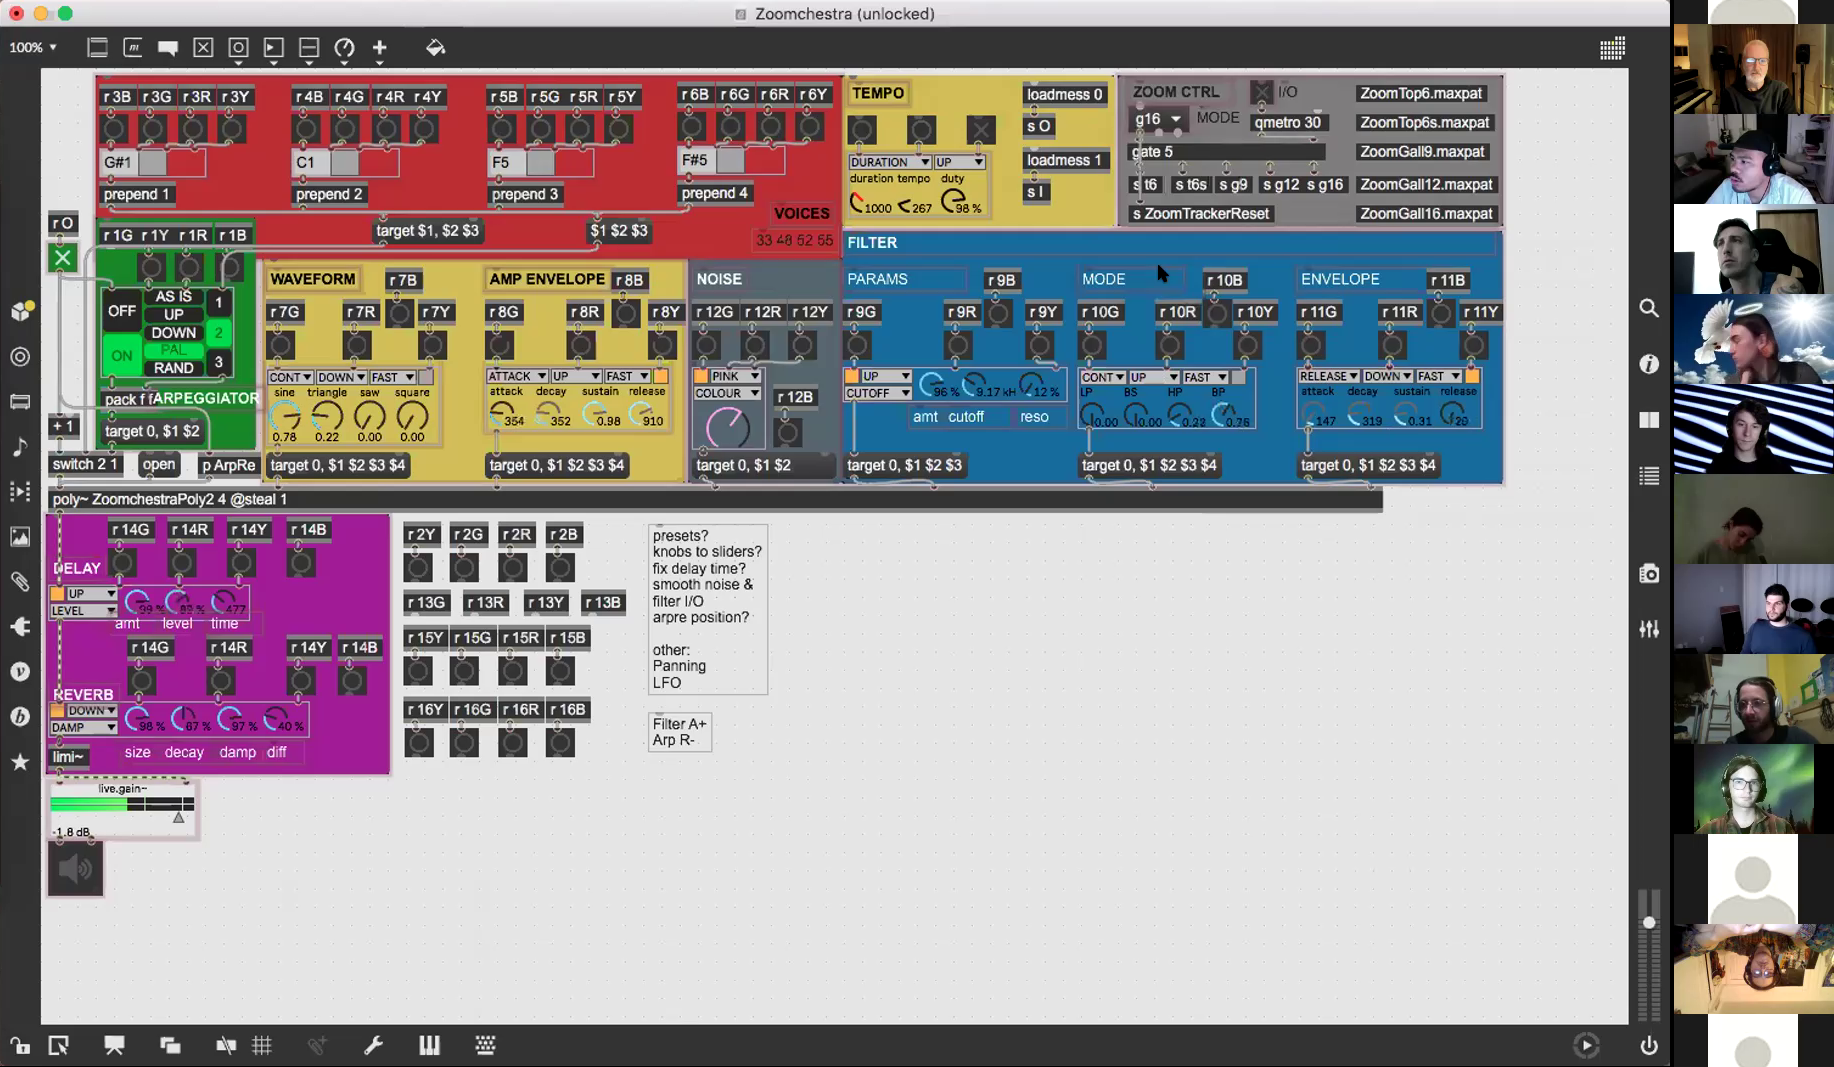 Zoomchestra (unlocked)
100%
r 3B r 3G r 3R r 3Y
r 4B r 4G r 4R r 4Y
r 5B r 5G r 5R r 5Y
r 6B r 6G r 6R r 6Y
G#1
C1
F5
F#5
prepend 1
prepend 2
prepend 3
prepend 4
VOICES
target $1, $2 $3
$1 $2 $3
33 48 52 55
TEMPO
DURATION UP
duration tempo duty
1000 267 98 %
loadmess 0
s O
loadmess 1
s I
ZOOM CTRL
I/O
g16
MODE
qmetro 30
gate 5
s t6 s t6s s g9 s g12 s g16
s ZoomTrackerReset
ZoomTop6.maxpat
ZoomTop6s.maxpat
ZoomGall9.maxpat
ZoomGall12.maxpat
ZoomGall16.maxpat
r O
r 1G r 1Y r 1R r 1B
OFF
ON
AS IS
UP
DOWN
PAL
RAND
1
2
3
pack f f
ARPEGGIATOR
target 0, $1 $2
+ 1
switch 2 1
open
p ArpRe
WAVEFORM
r 7B
r 7G r 7R r 7Y
CONT DOWN FAST
sine triangle saw square
0.78 0.22 0.00 0.00
target 0, $1 $2 $3 $4
AMP ENVELOPE
r 8B
r 8G r 8R r 8Y
ATTACK UP FAST
attack decay sustain release
354 352 0.98 910
target 0, $1 $2 $3 $4
NOISE
r 12G r 12R r 12Y
PINK
COLOUR
r 12B
target 0, $1 $2
FILTER
PARAMS
r 9B
r 9G r 9R r 9Y
UP
CUTOFF
96 % 9.17 kH 12 %
amt cutoff reso
target 0, $1 $2 $3
MODE
r 10B
r 10G r 10R r 10Y
CONT UP FAST
LP BS HP BP
0.00 0.00 0.22 0.76
target 0, $1 $2 $3 $4
ENVELOPE
r 11B
r 11G r 11R r 11Y
RELEASE DOWN FAST
attack decay sustain release
147 319 0.31 20
target 0, $1 $2 $3 $4
poly~ ZoomchestraPoly2 4 @steal 1
r 14G r 14R r 14Y r 14B
DELAY
UP
LEVEL
99 % 89 % 477
amt level time
r 14G r 14R r 14Y r 14B
REVERB
DOWN
DAMP
98 % 67 % 97 % 40 %
size decay damp diff
limi~
live.gain~
-1.8 dB
r 2Y r 2G r 2R r 2B
r 13G r 13R r 13Y r 13B
r 15Y r 15G r 15R r 15B
r 16Y r 16G r 16R r 16B
presets?
knobs to sliders?
fix delay time?
smooth noise &
filter I/O
arpre position?
other:
Panning
LFO
Filter A+
Arp R-